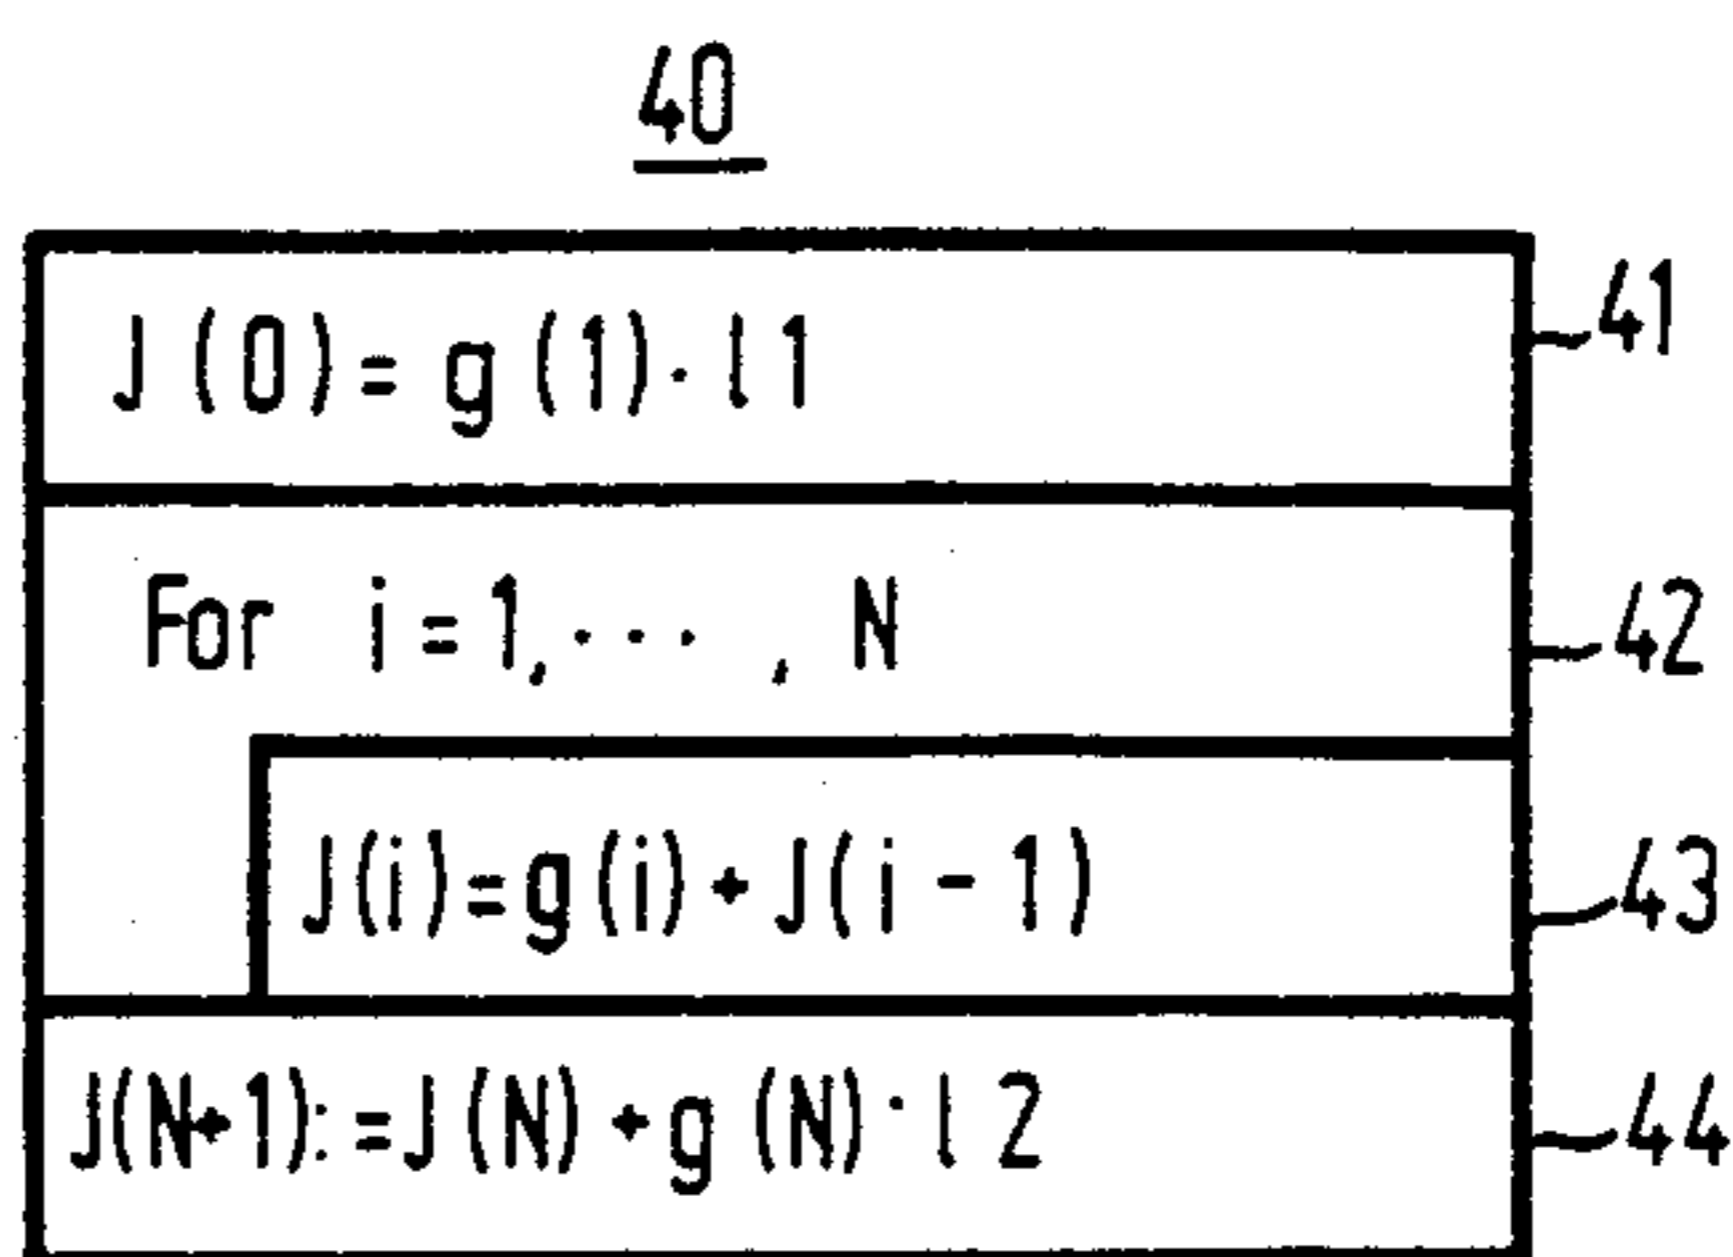 40
J (0) = g (1) · l 1
41
For i = 1, · · · , N
42
J(i) = g (i) + J( i - 1)
43
J(N+1): = J (N) + g (N) · l 2
44